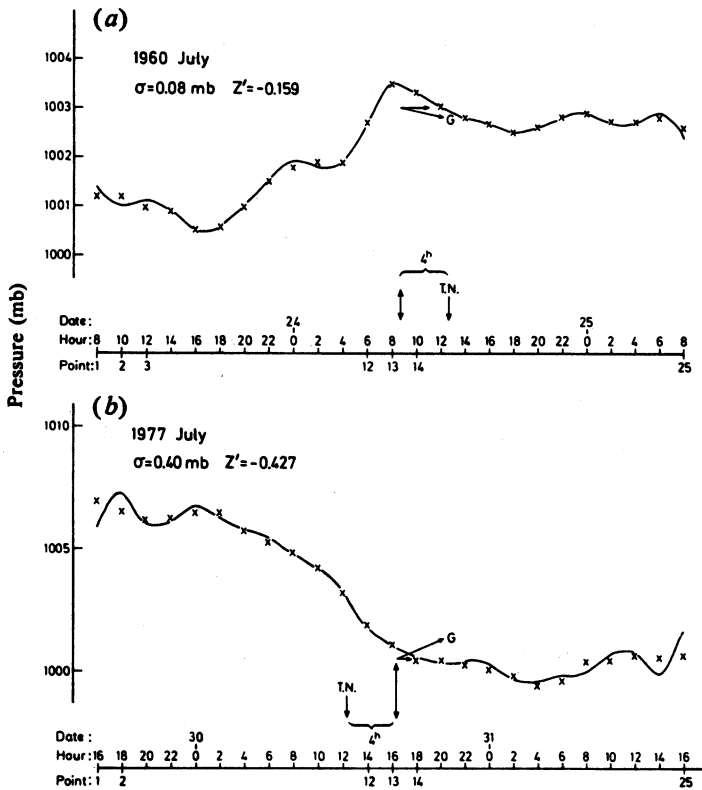 (a)
1960 July
σ=0.08 mb Z'=-0.159
1004
1003
1002
1001
1000
G
4h
T.N.
Date: 24 25
Hour: 8 10 12 14 16 18 20 22 0 2 4 6 8 10 12 14 16 18 20 22 0 2 4 6 8
Point: 1 2 3 12 13 14 25
Pressure (mb)
(b)
1977 July
σ=0.40 mb Z'=-0.427
1010
1005
1000
G
T.N.
4h
Date: 30 31
Hour: 16 18 20 22 0 2 4 6 8 10 12 14 16 18 20 22 0 2 4 6 8 10 12 14 16
Point: 1 2 12 13 14 25